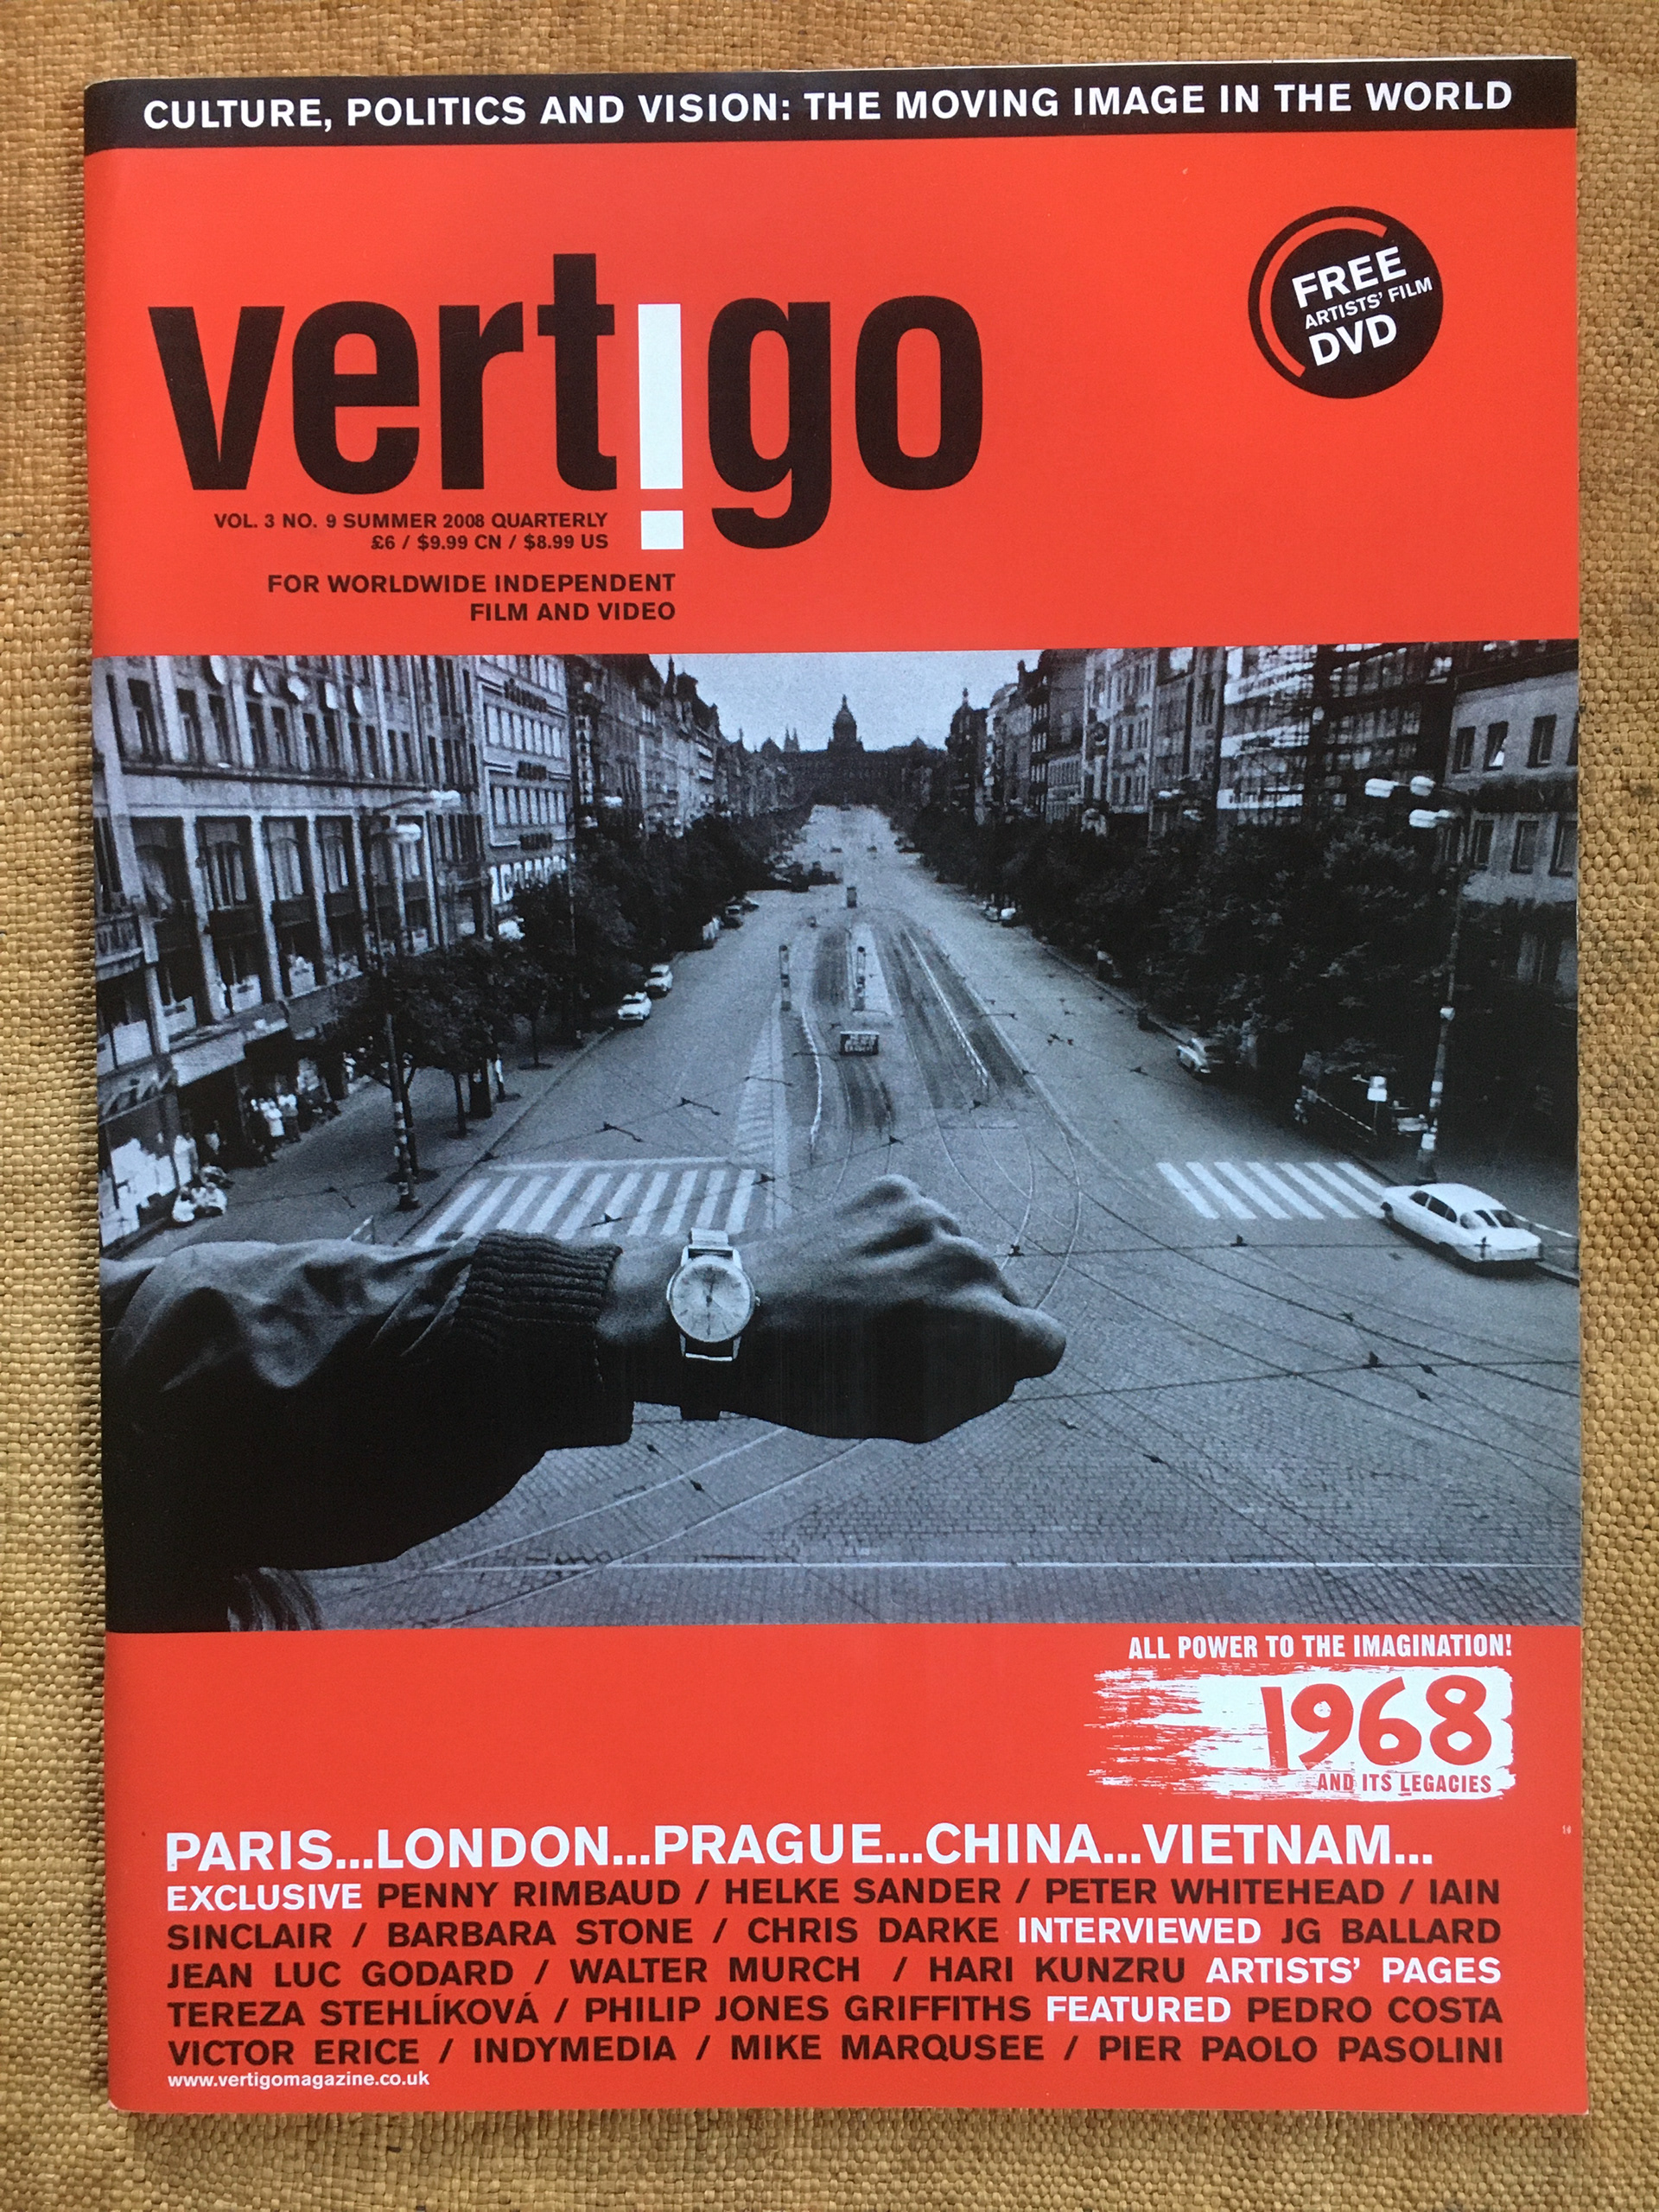 CULTURE, POLITICS AND VISION: THE MOVING IMAGE IN THE WORLD
FREE
ARTISTS' FILM
DVD
vert!go
VOL. 3 NO. 9 SUMMER 2008 QUARTERLY
£6 / $9.99 CN / $8.99 US
FOR WORLDWIDE INDEPENDENT
FILM AND VIDEO
ALL POWER TO THE IMAGINATION!
1968
AND ITS LEGACIES
PARIS...LONDON...PRAGUE...CHINA...VIETNAM...
EXCLUSIVE PENNY RIMBAUD / HELKE SANDER / PETER WHITEHEAD / IAIN
SINCLAIR / BARBARA STONE / CHRIS DARKE INTERVIEWED JG BALLARD
JEAN LUC GODARD / WALTER MURCH / HARI KUNZRU ARTISTS' PAGES
TEREZA STEHLÍKOVÁ / PHILIP JONES GRIFFITHS FEATURED PEDRO COSTA
VICTOR ERICE / INDYMEDIA / MIKE MARQUSEE / PIER PAOLO PASOLINI
www.vertigomagazine.co.uk